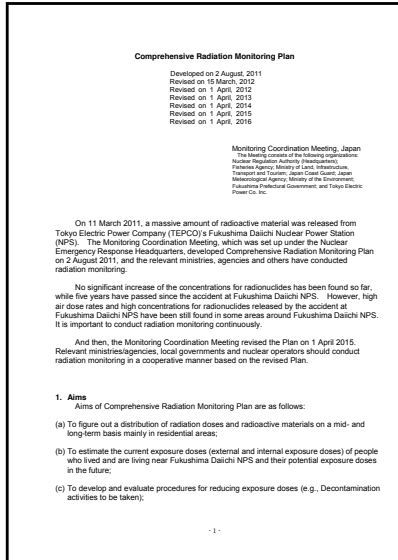 Comprehensive Radiation Monitoring Plan
Developed on 2 August, 2011
Revised on 15 March, 2012
Revised on 1 April, 2012
Revised on 1 April, 2013
Revised on 1 April, 2014
Revised on 1 April, 2015
Revised on 1 April, 2016
Monitoring Coordination Meeting, Japan
The Meeting consists of the following organizations:
Nuclear Regulation Authority (Headquarters);
Fisheries Agency; Ministry of Land, Infrastructure,
Transport and Tourism; Japan Coast Guard; Japan
Meteorological Agency; Ministry of the Environment;
Fukushima Prefectural Government; and Tokyo Electric
Power Co. Inc.
On 11 March 2011, a massive amount of radioactive material was released from
Tokyo Electric Power Company (TEPCO)'s Fukushima Daiichi Nuclear Power Station
(NPS). The Monitoring Coordination Meeting, which was set up under the Nuclear
Emergency Response Headquarters, developed Comprehensive Radiation Monitoring Plan
on 2 August 2011, and the relevant ministries, agencies and others have conducted
radiation monitoring.
No significant increase of the concentrations for radionuclides has been found so far,
while five years have passed since the accident at Fukushima Daiichi NPS. However, high
air dose rates and high concentrations for radionuclides released by the accident at
Fukushima Daiichi NPS have been still found in some areas around Fukushima Daiichi NPS.
It is important to conduct radiation monitoring continuously.
And then, the Monitoring Coordination Meeting revised the Plan on 1 April 2015.
Relevant ministries/agencies, local governments and nuclear operators should conduct
radiation monitoring in a cooperative manner based on the revised Plan.
1. Aims
Aims of Comprehensive Radiation Monitoring Plan are as follows:
(a) To figure out a distribution of radiation doses and radioactive materials on a mid- and
long-term basis mainly in residential areas;
(b) To estimate the current exposure doses (external and internal exposure doses) of people
who lived and are living near Fukushima Daiichi NPS and their potential exposure doses
in the future;
(c) To develop and evaluate procedures for reducing exposure doses (e.g., Decontamination
activities to be taken);
- 1 -